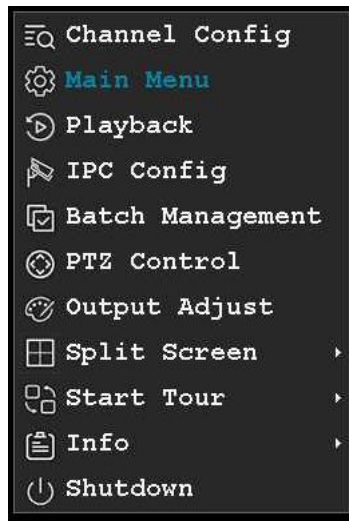 Channel Config
Main Menu
Playback
IPC Config
Batch Management
PTZ Control
Output Adjust
Split Screen
Start Tour
Info
Shutdown